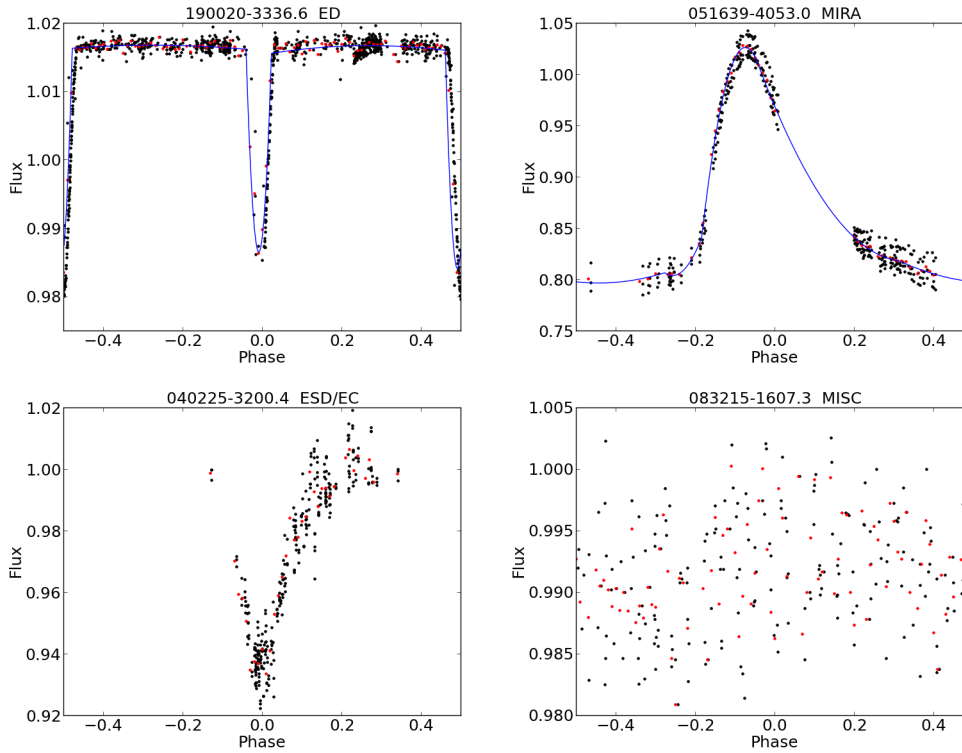 190020-3336.6 ED
1.02
1.01
1.00
0.99
0.98
Flux
−0.4 −0.2 0.0 0.2 0.4
Phase
051639-4053.0 MIRA
1.05
1.00
0.95
0.90
0.85
0.80
0.75
Flux
−0.4 −0.2 0.0 0.2 0.4
Phase
040225-3200.4 ESD/EC
1.02
1.00
0.98
0.96
0.94
0.92
Flux
−0.4 −0.2 0.0 0.2 0.4
Phase
083215-1607.3 MISC
1.005
1.000
0.995
0.990
0.985
0.980
Flux
−0.4 −0.2 0.0 0.2 0.4
Phase